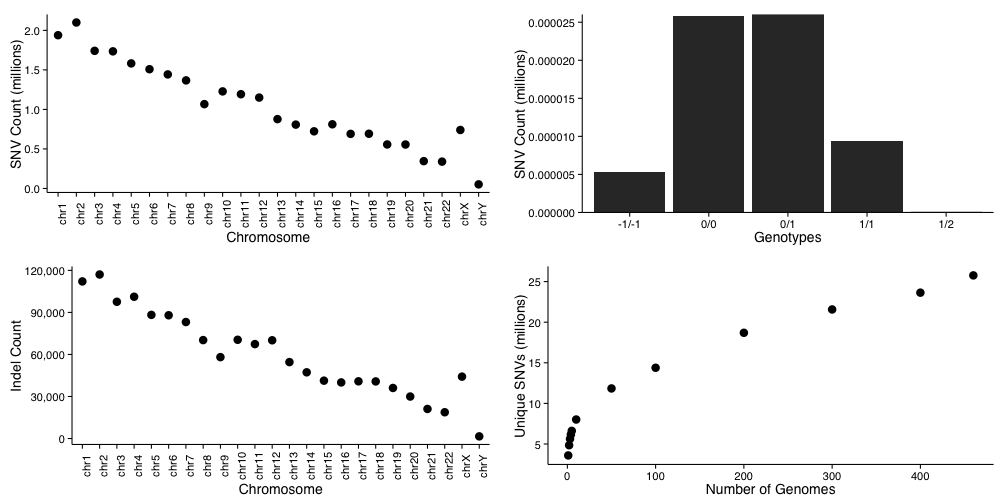 SNV Count (millions)
2.0
1.5
1.0
0.5
0.0
chr1 chr2 chr3 chr4 chr5 chr6 chr7 chr8 chr9 chr10 chr11 chr12 chr13 chr14 chr15 chr16 chr17 chr18 chr19 chr20 chr21 chr22 chrX chrY
Chromosome
SNV Count (millions)
0.000025
0.000020
0.000015
0.000010
0.000005
0.000000
-1/-1 0/0 0/1 1/1 1/2
Genotypes
Indel Count
120,000
90,000
60,000
30,000
0
chr1 chr2 chr3 chr4 chr5 chr6 chr7 chr8 chr9 chr10 chr11 chr12 chr13 chr14 chr15 chr16 chr17 chr18 chr19 chr20 chr21 chr22 chrX chrY
Chromosome
Unique SNVs (millions)
25
20
15
10
5
0 100 200 300 400
Number of Genomes